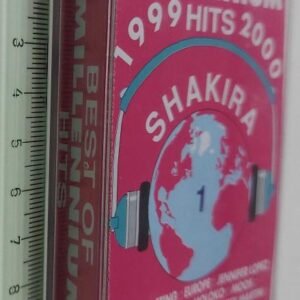 3
4
5
6
7
8
BEST OF
MILLENNIUM
HITS
1999 HITS 2000
SHAKIRA
1
EUROPE · JENNIFER LOPEZ